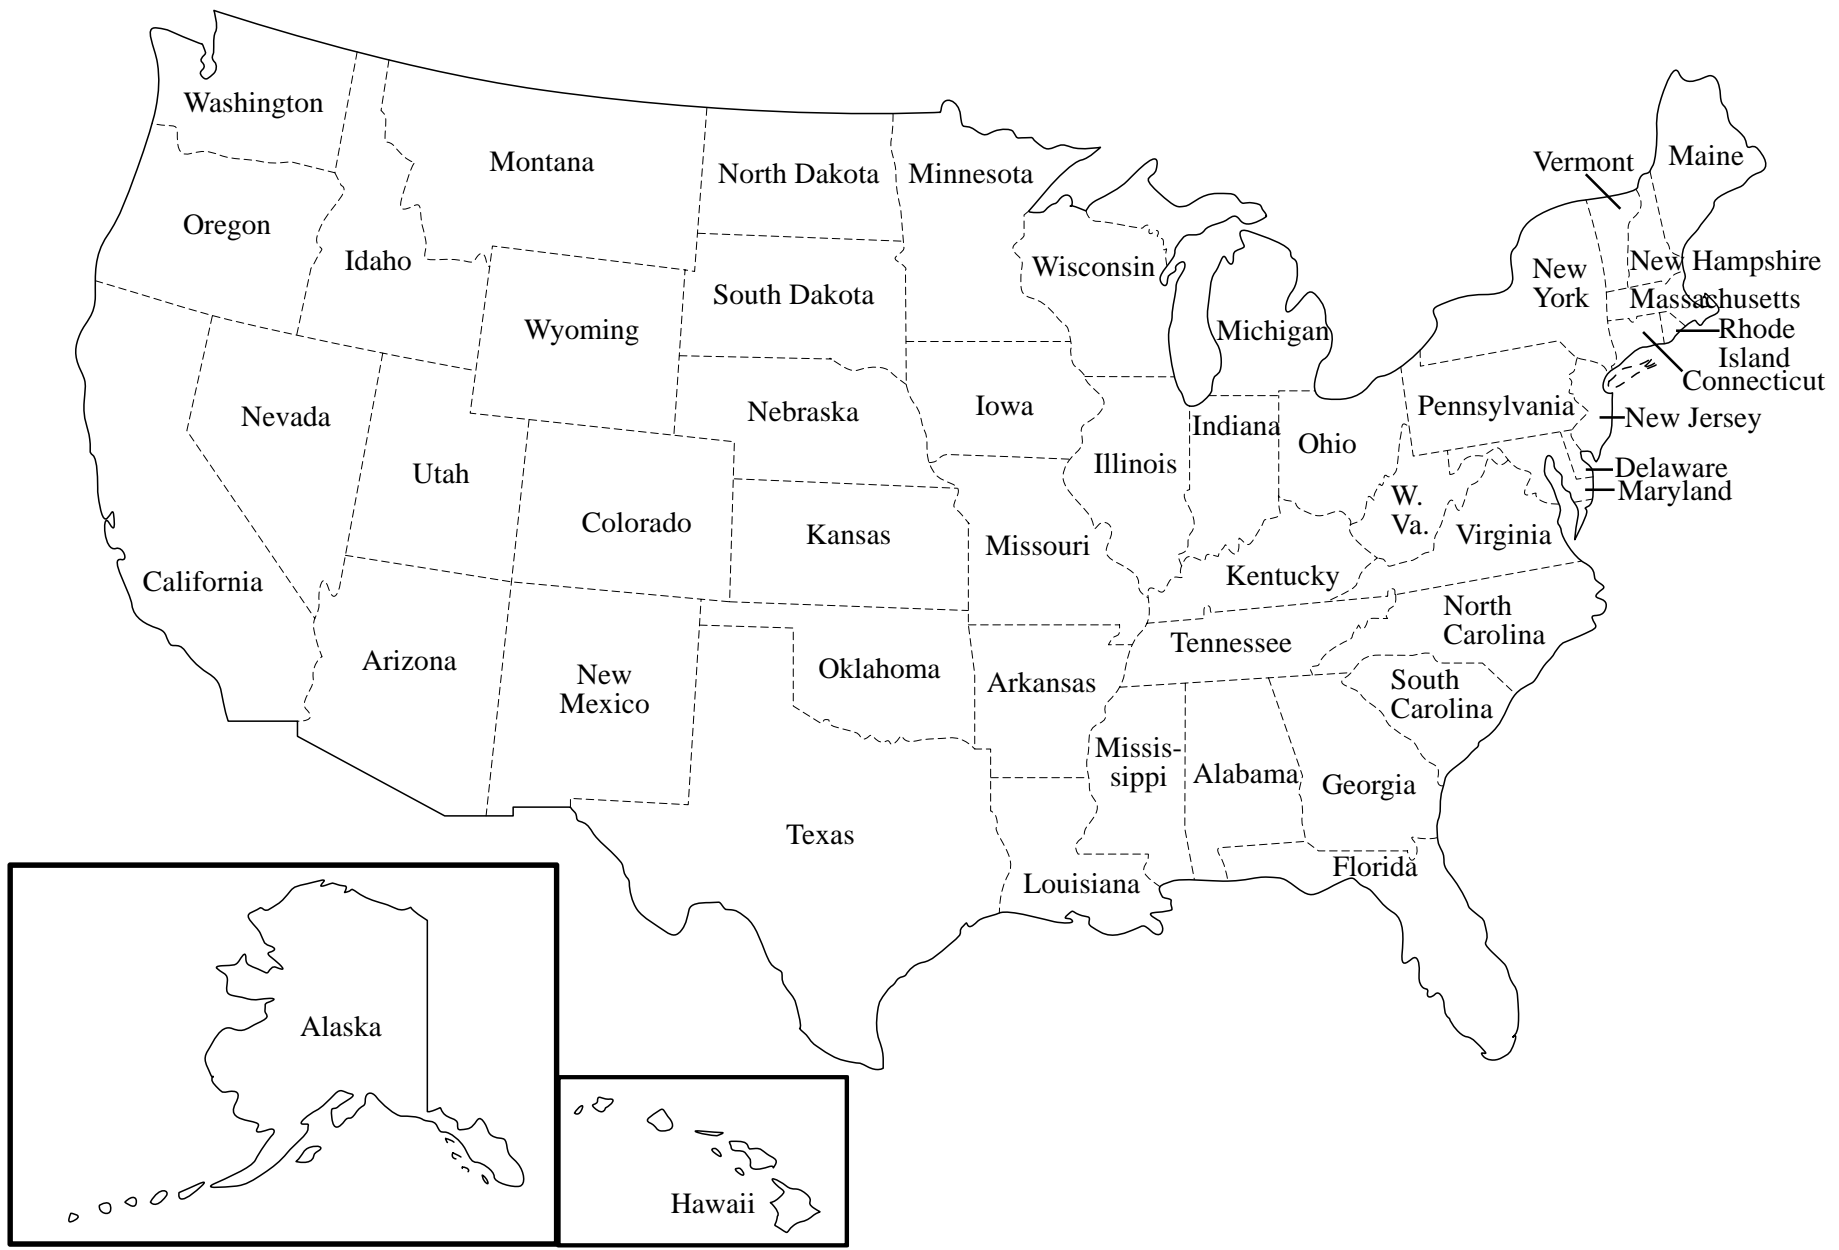 Washington
Montana
North Dakota
Minnesota
Vermont
Maine
Oregon
Idaho
Wisconsin
New
York
New Hampshire
South Dakota
Massachusetts
Wyoming
Michigan
Rhode
Island
Connecticut
Nevada
Nebraska
Iowa
Indiana
Ohio
Pennsylvania
New Jersey
Utah
Illinois
Delaware
Maryland
Colorado
Kansas
Missouri
W.
Va.
Virginia
California
Kentucky
North
Carolina
Arizona
New
Mexico
Oklahoma
Arkansas
Tennessee
South
Carolina
Missis-
sippi
Alabama
Georgia
Texas
Louisiana
Florida
Alaska
Hawaii